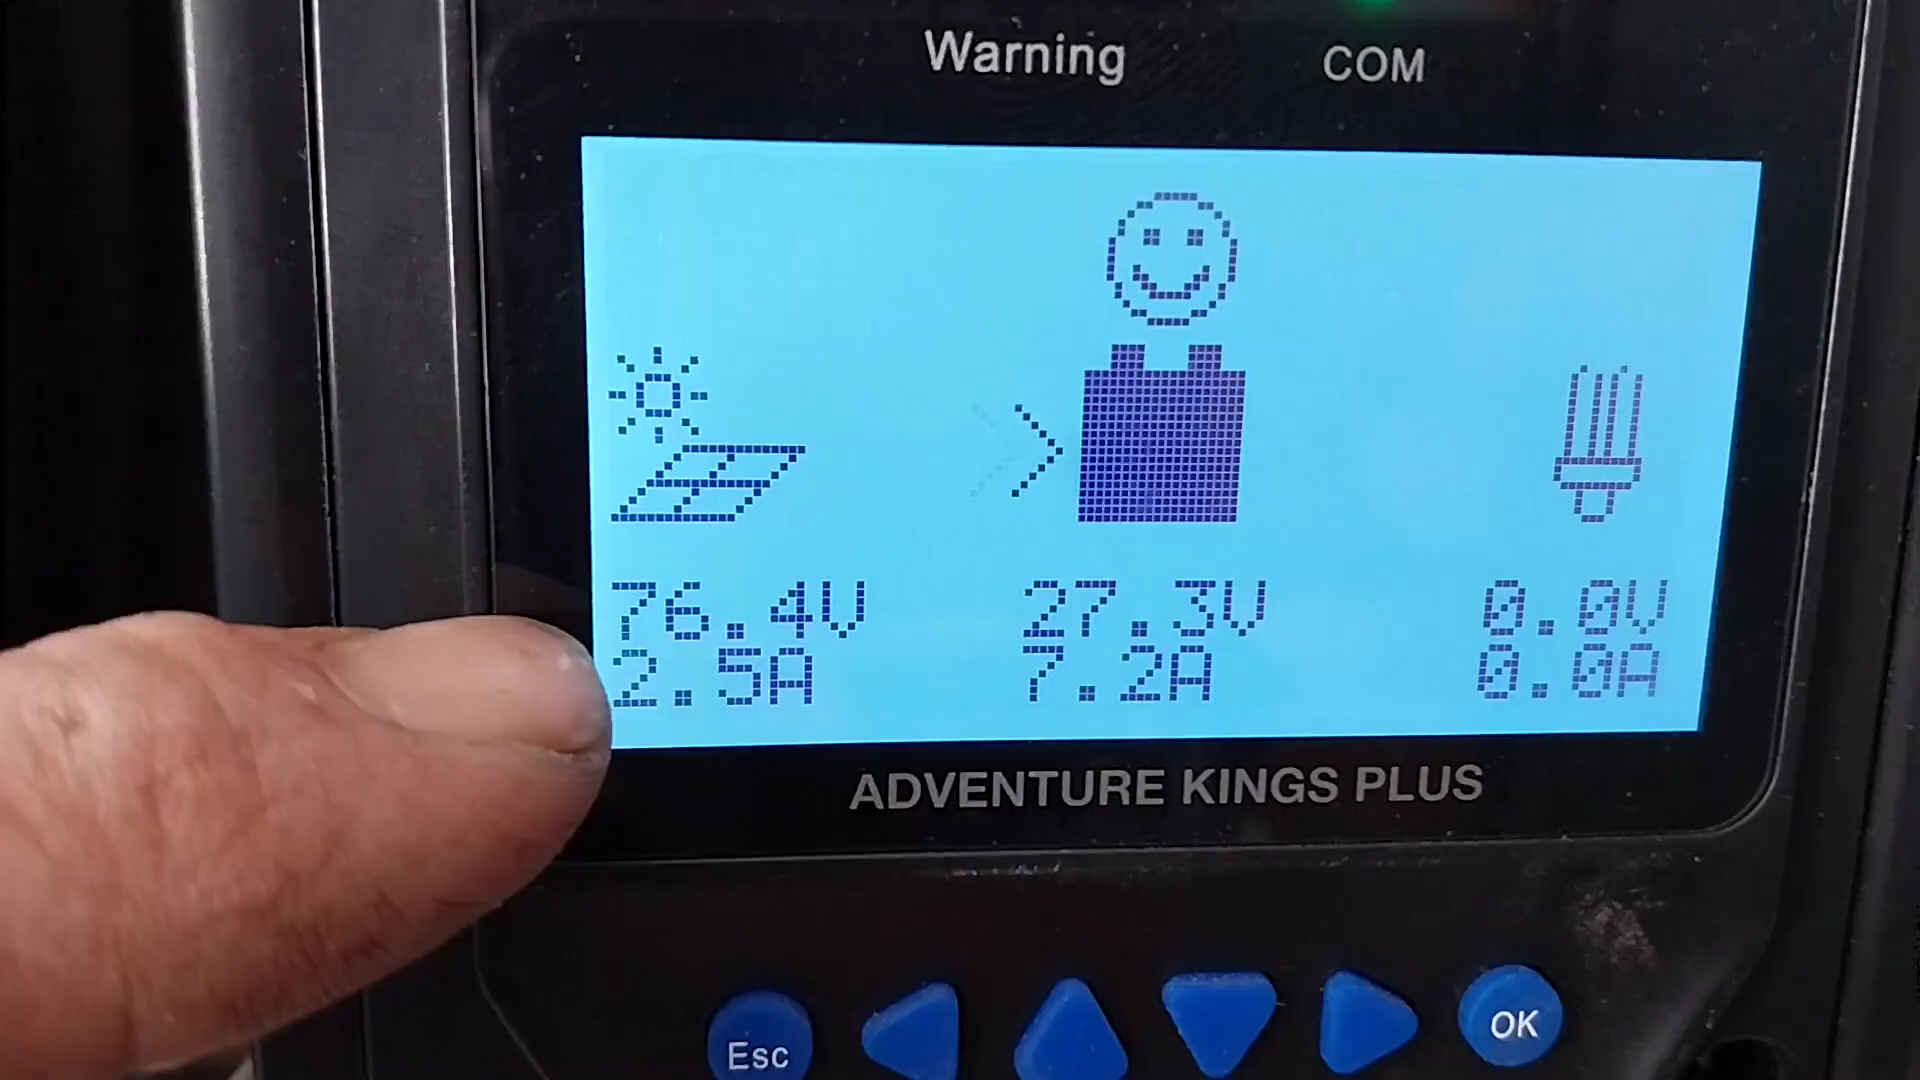 Warning COM
76.4V 27.3V 0.0V
2.5A 7.2A 0.0A
ADVENTURE KINGS PLUS
Esc OK